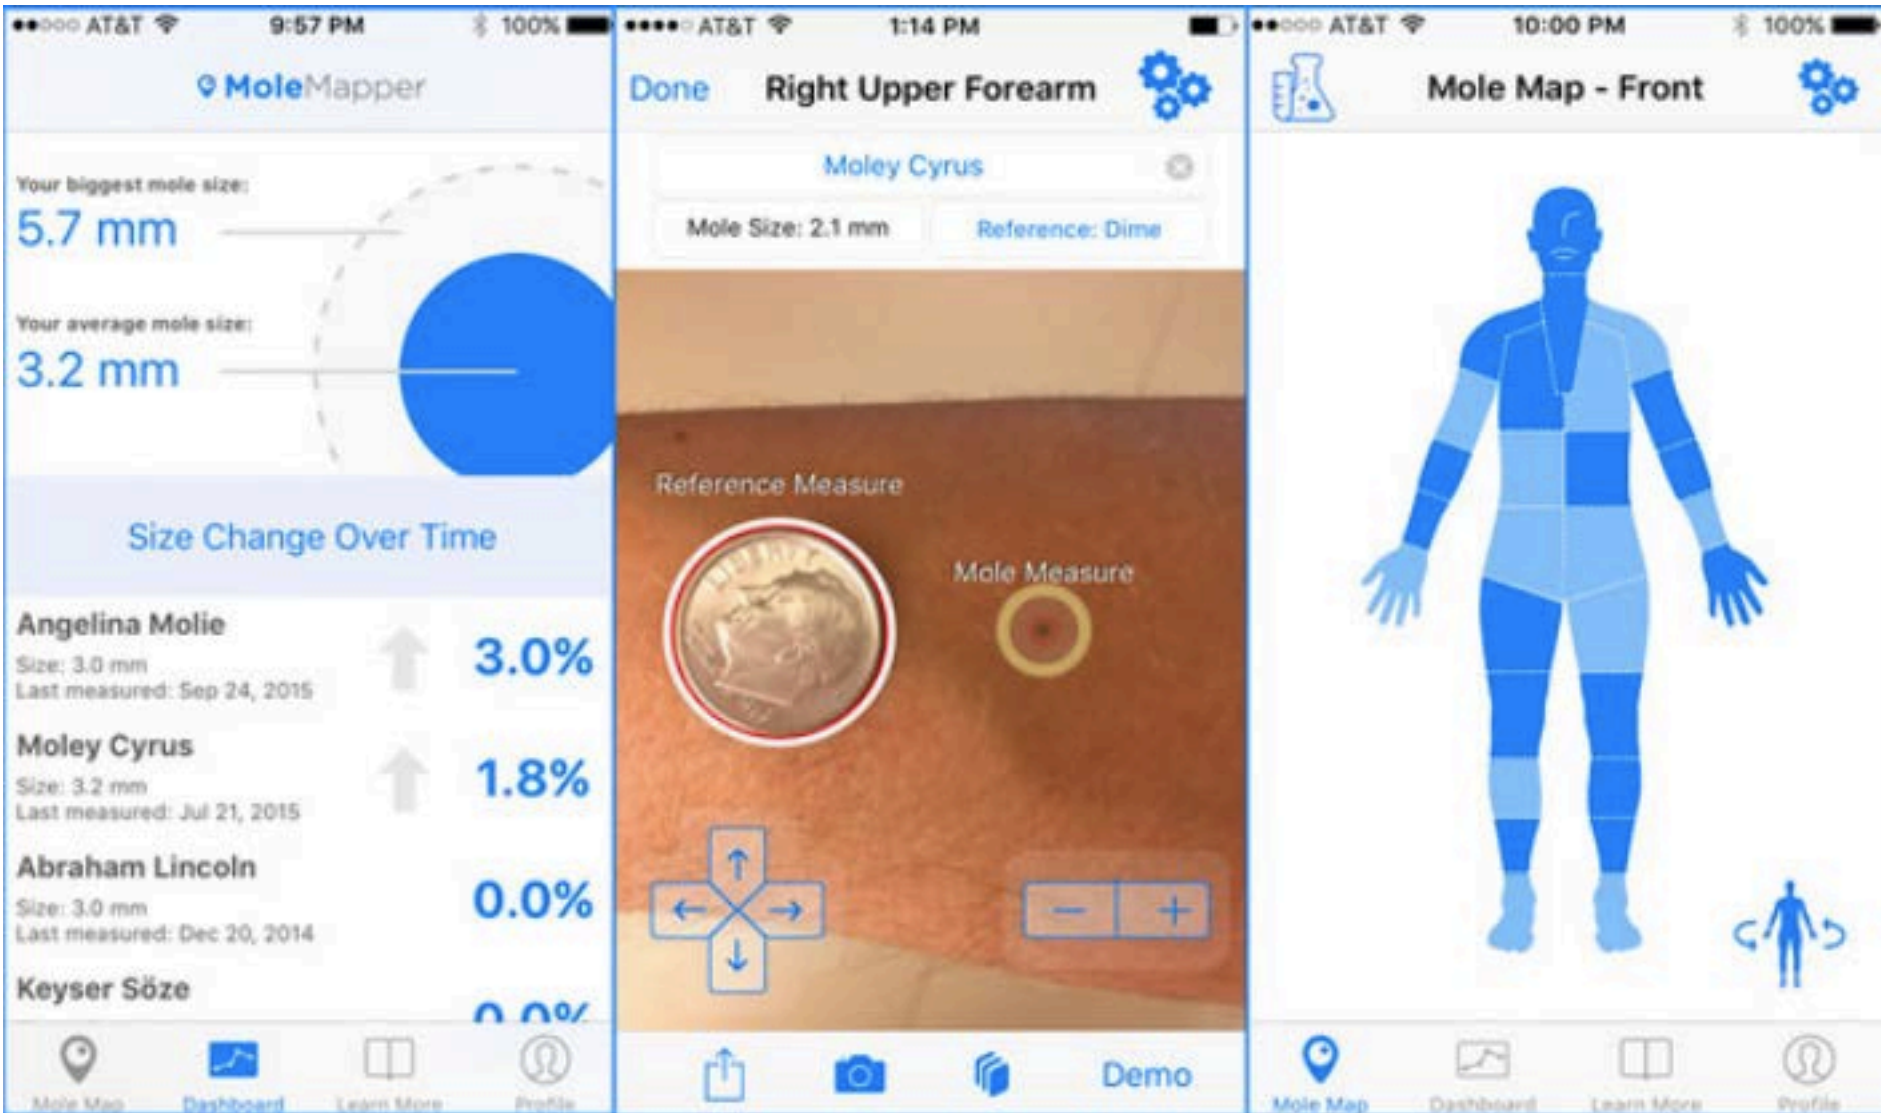 AT&T 9:57 PM 100%
MoleMapper
Your biggest mole size:
5.7 mm
Your average mole size:
3.2 mm
Size Change Over Time
Angelina Molie
Size: 3.0 mm
Last measured: Sep 24, 2015
3.0%
Moley Cyrus
Size: 3.2 mm
Last measured: Jul 21, 2015
1.8%
Abraham Lincoln
Size: 3.0 mm
Last measured: Dec 20, 2014
0.0%
Keyser Söze
0.0%
Mole Map Dashboard Learn More Profile
AT&T 1:14 PM
Done Right Upper Forearm
Moley Cyrus
Mole Size: 2.1 mm Reference: Dime
Reference Measure
Mole Measure
LIBERTY
Demo
AT&T 10:00 PM 100%
Mole Map - Front
Mole Map Dashboard Learn More Profile